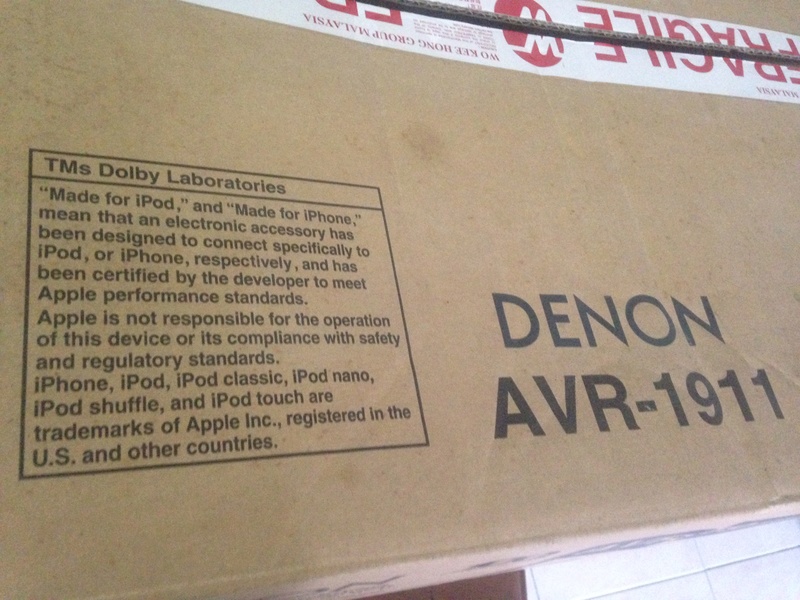 FRAGILE
FRAGILE
WO KEE HONG GROUP MALAYSIA
MALAYSIA
TMs Dolby Laboratories
“Made for iPod,” and “Made for iPhone,”
mean that an electronic accessory has
been designed to connect specifically to
iPod, or iPhone, respectively, and has
been certified by the developer to meet
Apple performance standards.
Apple is not responsible for the operation
of this device or its compliance with safety
and regulatory standards.
iPhone, iPod, iPod classic, iPod nano,
iPod shuffle, and iPod touch are
trademarks of Apple Inc., registered in the
U.S. and other countries.
DENON
AVR-1911